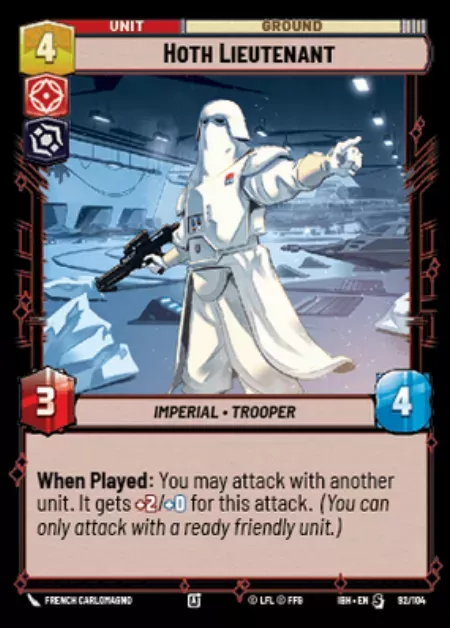 UNIT GROUND
4 HOTH LIEUTENANT
3 4
IMPERIAL • TROOPER
When Played: You may attack with another
unit. It gets +2/+0 for this attack. (You can
only attack with a ready friendly unit.)
FRENCH CARLOMAGNO © LFL © FFG IBH • EN 92/104